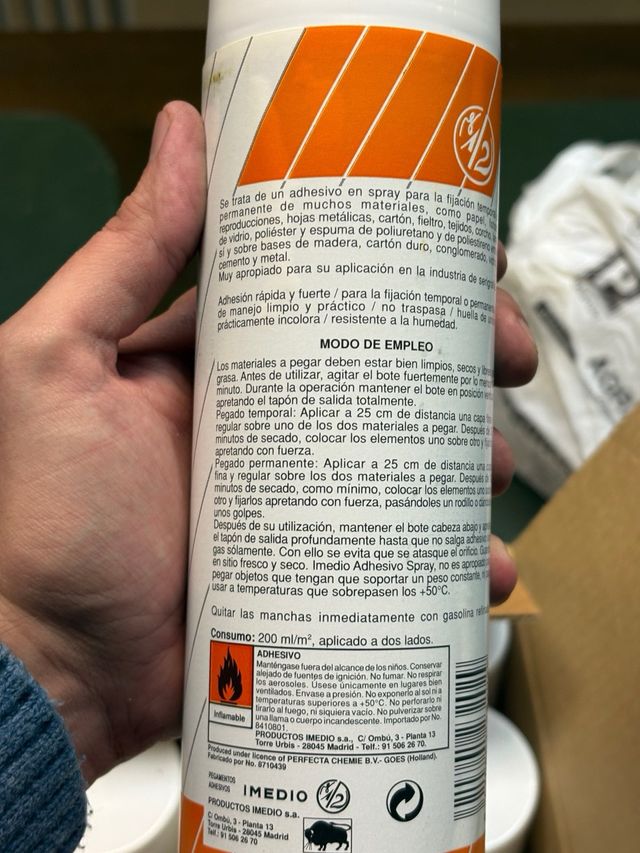 Se trata de un adhesivo en spray para la fijación
permanente de muchos materiales, como papel,
reproducciones, hojas metálicas, cartón, fieltro, tejidos,
de vidrio, poliéster y espuma de poliuretano y de
sí y sobre bases de madera, cartón duro, conglomerado,
cemento y metal.
Muy apropiado para su aplicación en la industria de
Adhesión rápida y fuerte / para la fijación temporal o
de manejo limpio y práctico / no traspasa / huella de
prácticamente incolora / resistente a la humedad.
MODO DE EMPLEO
Los materiales a pegar deben estar bien limpios, secos y
grasa. Antes de utilizar, agitar el bote fuertemente por lo
minuto. Durante la operación mantener el bote en posición
apretando el tapón de salida totalmente.
Pegado temporal: Aplicar a 25 cm de distancia una capa
regular sobre uno de los dos materiales a pegar. Después
minutos de secado, colocar los elementos uno sobre otro y
apretando con fuerza.
Pegado permanente: Aplicar a 25 cm de distancia una
fina y regular sobre los dos materiales a pegar. Después
minutos de secado, como mínimo, colocar los elementos
otro y fijarlos apretando con fuerza, pasándoles un rodillo o
unos golpes.
Después de su utilización, mantener el bote cabeza abajo y
el tapón de salida profundamente hasta que no salga
gas sólamente. Con ello se evita que se atasque el orificio.
en sitio fresco y seco. Imedio Adhesivo Spray, no es
pegar objetos que tengan que soportar un peso constante,
usar a temperaturas que sobrepasen los +50°C.
Quitar las manchas inmediatamente con gasolina
Consumo: 200 ml/m², aplicado a dos lados.
ADHESIVO
Manténgase fuera del alcance de los niños. Conservar
alejado de fuentes de ignición. No fumar. No respirar
los aerosoles. Úsese únicamente en lugares bien
ventilados. Envase a presión. No exponerlo al sol ni a
temperaturas superiores a +50°C. No perforarlo ni
tirarlo al fuego, ni siquiera vacío. No pulverizar sobre
una llama o cuerpo incandescente. Importado por No.
8410801.
PRODUCTOS IMEDIO s.a., C/ Ombú, 3 - Planta 13
Torre Urbis - 28045 Madrid - Telf.: 91 506 26 70.
Inflamable
Produced under licence of PERFECTA CHEMIE B.V.- GOES (Holland).
Fabricado por No. 8710439
PEGAMENTOS
ADHESIVOS
IMEDIO
PRODUCTOS IMEDIO s.a.
C/ Ombú, 3 - Planta 13
Torre Urbis - 28045 Madrid
Telf.: 91 506 26 70